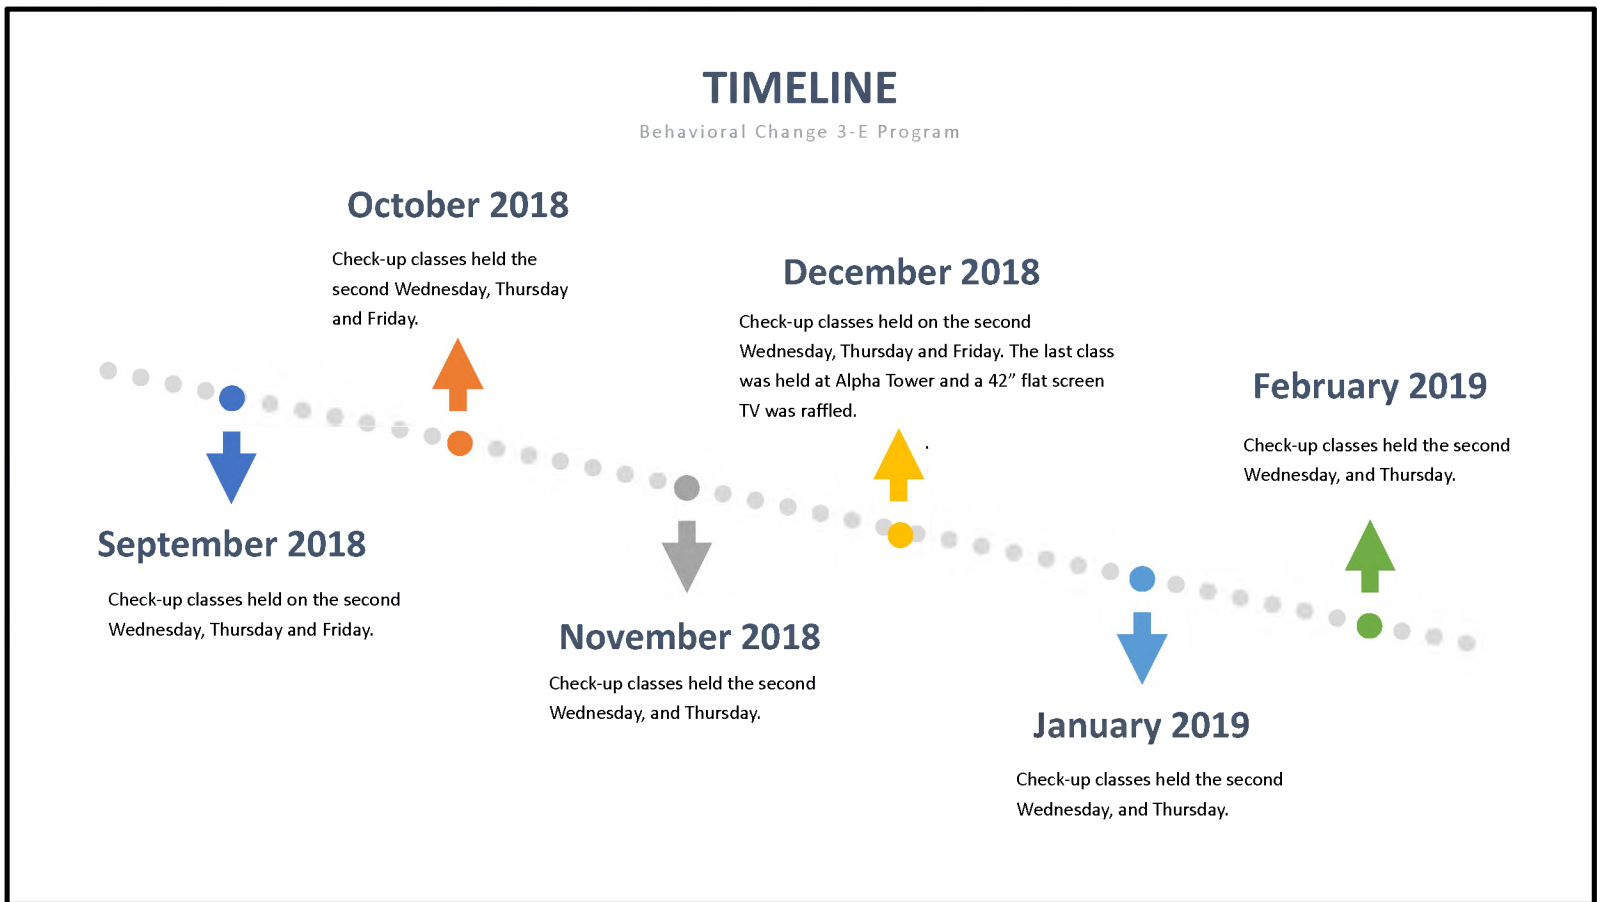 TIMELINE
Behavioral Change 3-E Program
October 2018
Check-up classes held the
second Wednesday, Thursday
and Friday.
December 2018
Check-up classes held on the second
Wednesday, Thursday and Friday. The last class
was held at Alpha Tower and a 42” flat screen
TV was raffled.
.
February 2019
Check-up classes held the second
Wednesday, and Thursday.
September 2018
Check-up classes held on the second
Wednesday, Thursday and Friday.
November 2018
Check-up classes held the second
Wednesday, and Thursday.
January 2019
Check-up classes held the second
Wednesday, and Thursday.